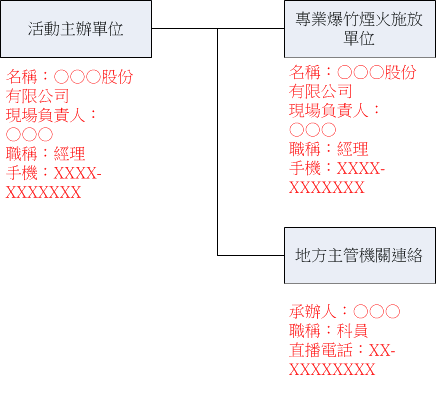 活動主辦單位
名稱：○○○股份
有限公司
現場負責人：
○○○
職稱：經理
手機：XXXX-
XXXXXXX
專業爆竹煙火施放
單位
名稱：○○○股份
有限公司
現場負責人：
○○○
職稱：經理
手機：XXXX-
XXXXXXX
地方主管機關連絡
承辦人：○○○
職稱：科員
直播電話：XX-
XXXXXXXX